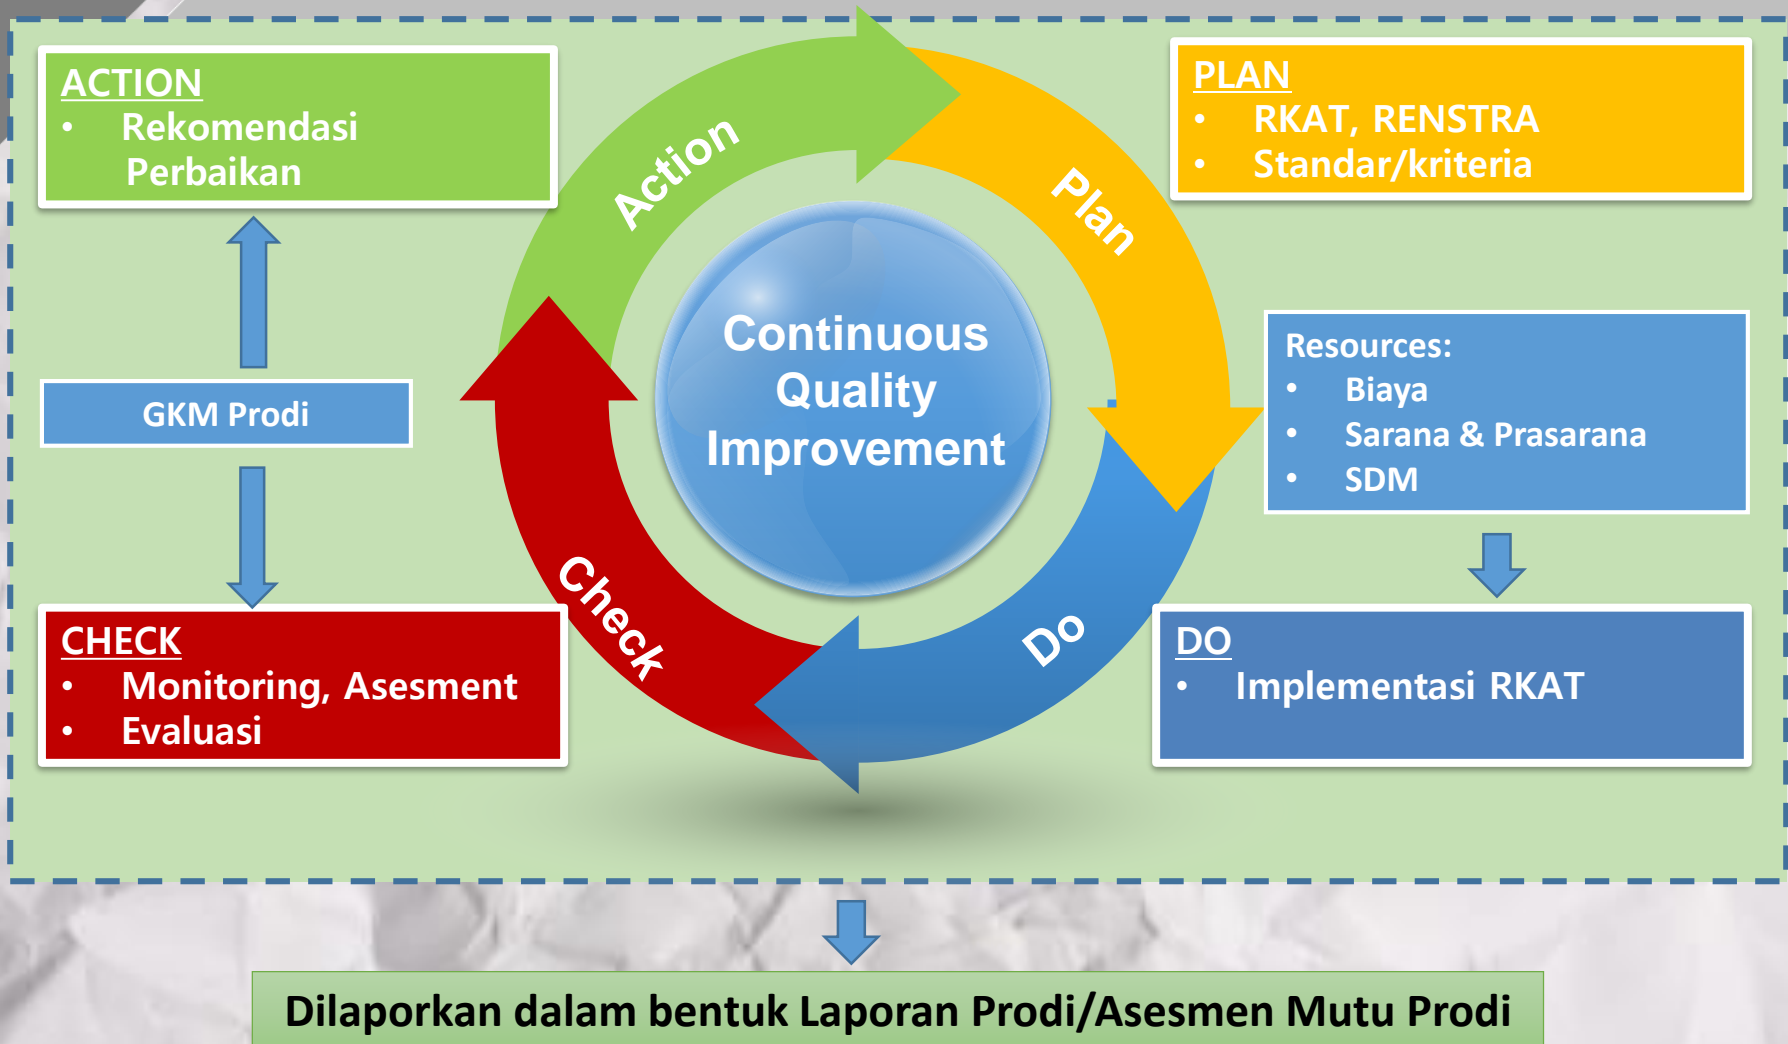 ACTION
• Rekomendasi
Perbaikan
PLAN
• RKAT, RENSTRA
• Standar/kriteria
Action
Plan
Continuous
Quality
Improvement
Resources:
• Biaya
• Sarana & Prasarana
• SDM
GKM Prodi
Check
Do
CHECK
• Monitoring, Asesment
• Evaluasi
DO
• Implementasi RKAT
Dilaporkan dalam bentuk Laporan Prodi/Asesmen Mutu Prodi